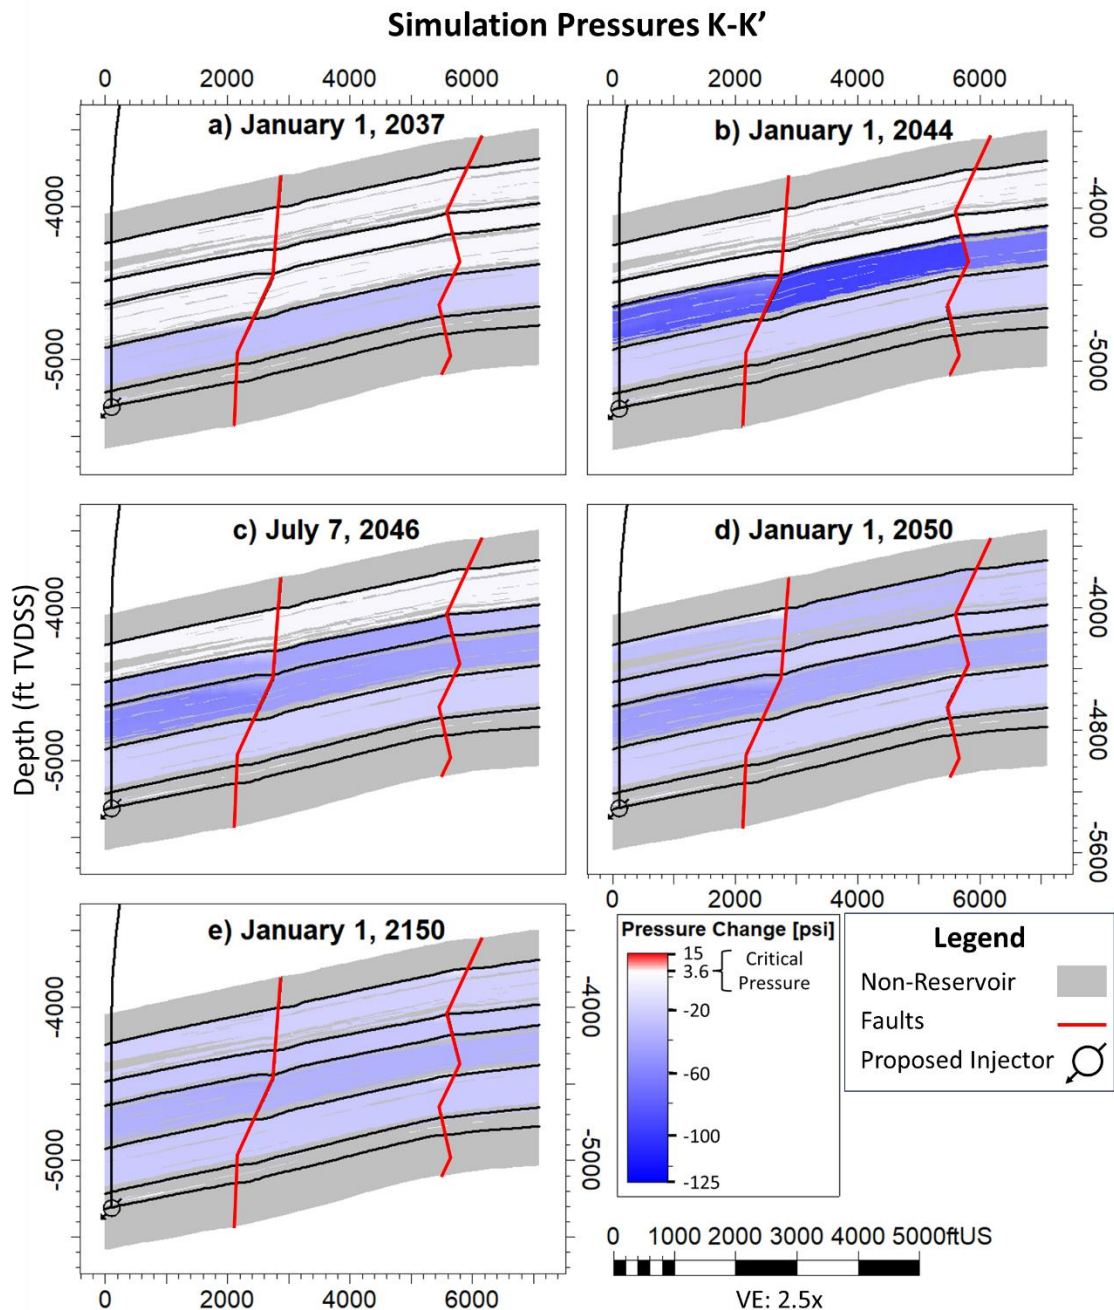 Simulation Pressures K-K’
0 2000 4000 6000
0 2000 4000 6000
a) January 1, 2037
b) January 1, 2044
-4000
-5000
-4000
-5000
c) July 7, 2046
d) January 1, 2050
Depth (ft TVDSS)
-4000
-5000
-4000
-4800
-5600
0 2000 4000 6000
e) January 1, 2150
-4000
-5000
-4000
-5000
0 2000 4000 6000
Pressure Change [psi]
15
3.6
-20
-60
-100
-125
Critical
Pressure
Legend
Non-Reservoir
Faults
Proposed Injector
0 1000 2000 3000 4000 5000ftUS
VE: 2.5x